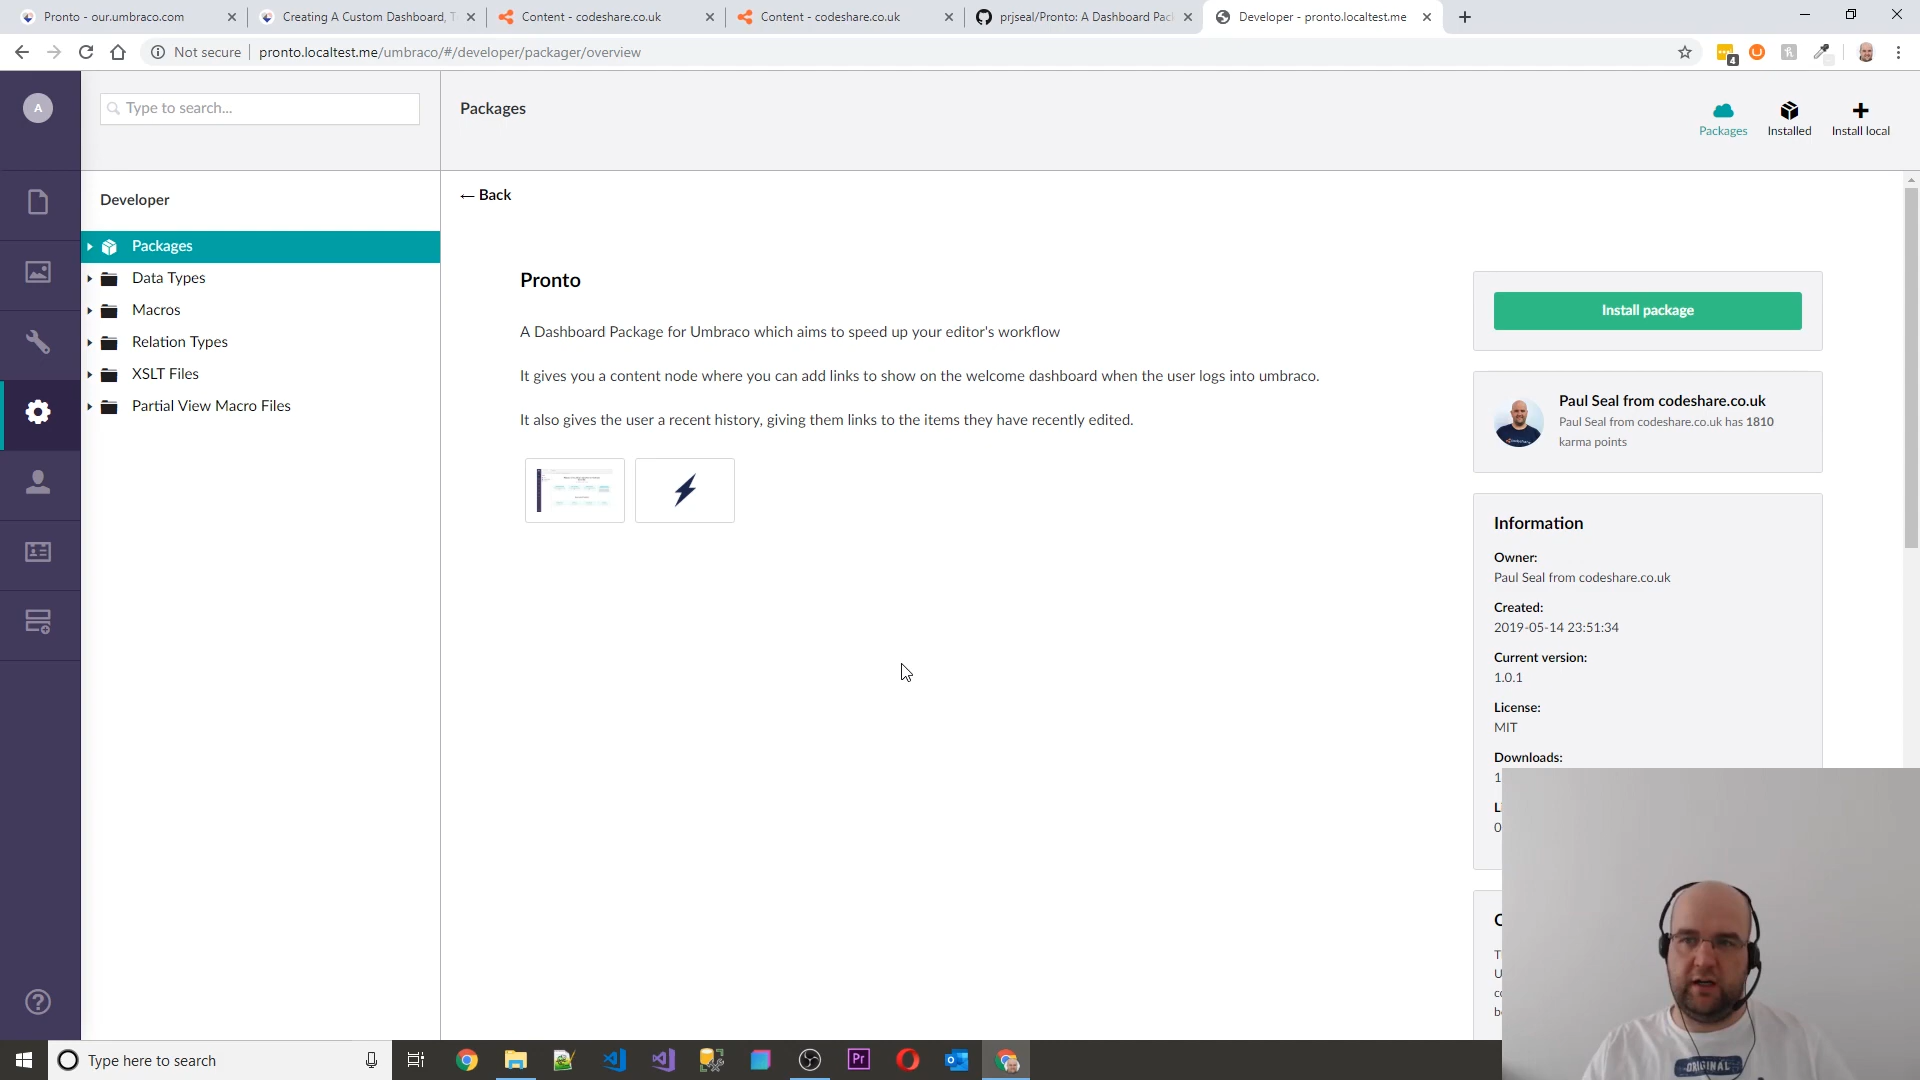 Pronto - our.umbraco.com
Creating A Custom Dashboard, T
Content - codeshare.co.uk
Content - codeshare.co.uk
prjseal/Pronto: A Dashboard Pac
Developer - pronto.localtest.me
Not secure
pronto.localtest.me/umbraco/#/developer/packager/overview
4
A
Type to search...
Packages
Packages
Installed
Install local
Developer
Packages
Data Types
Macros
Relation Types
XSLT Files
Partial View Macro Files
← Back
Pronto
A Dashboard Package for Umbraco which aims to speed up your editor's workflow
It gives you a content node where you can add links to show on the welcome dashboard when the user logs into umbraco.
It also gives the user a recent history, giving them links to the items they have recently edited.
Install package
Paul Seal from codeshare.co.uk
Paul Seal from codeshare.co.uk has 1810
karma points
Information
Owner:
Paul Seal from codeshare.co.uk
Created:
2019-05-14 23:51:34
Current version:
1.0.1
License:
MIT
Downloads:
1
0
ORIGINAL
Type here to search
Pr